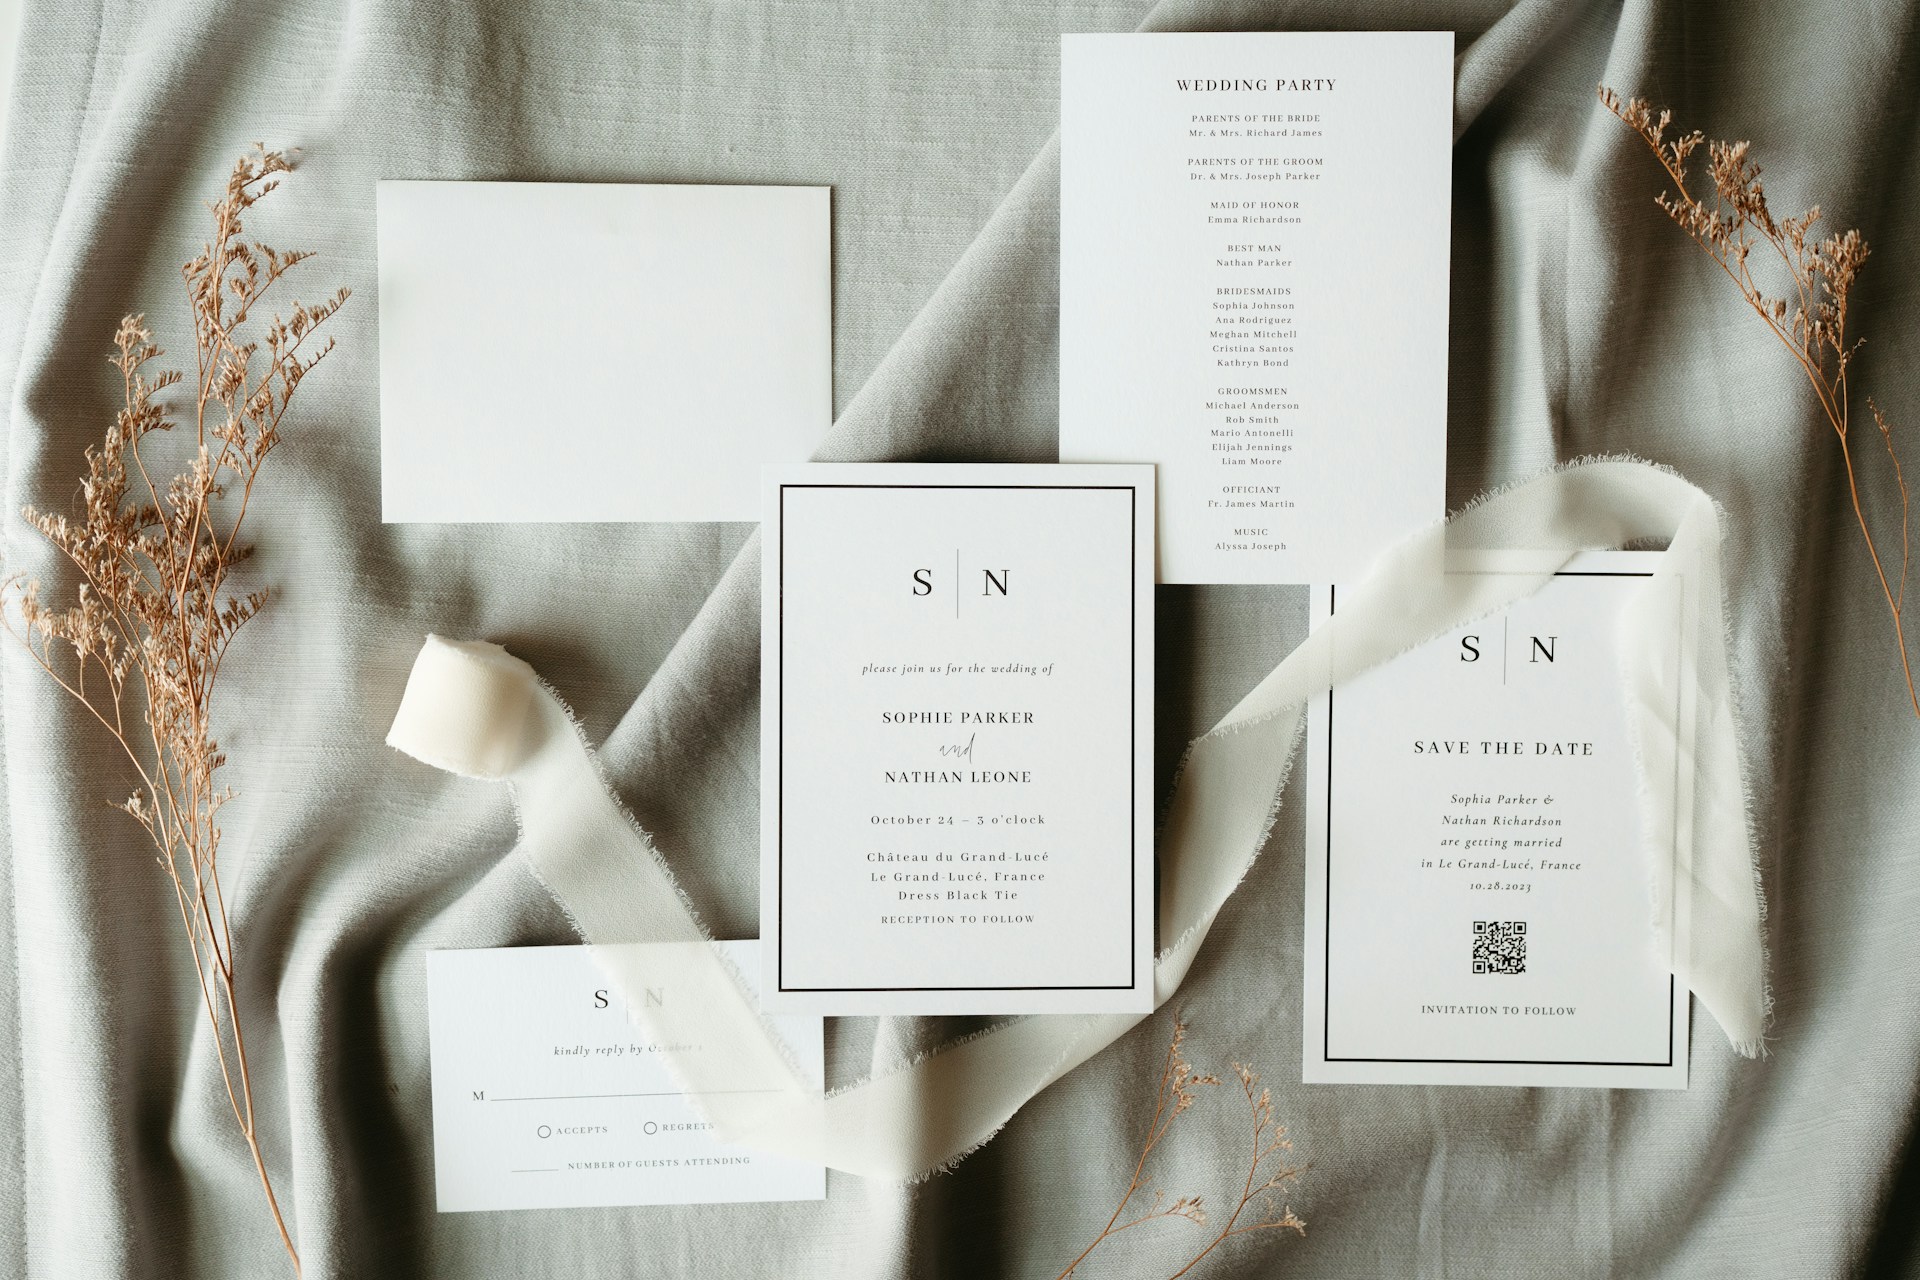 WEDDING PARTY
PARENTS OF THE BRIDE
Mr. & Mrs. Richard James
PARENTS OF THE GROOM
Dr. & Mrs. Joseph Parker
MAID OF HONOR
Emma Richardson
BEST MAN
Nathan Parker
BRIDESMAIDS
Sophia Johnson
Ana Rodriguez
Meghan Mitchell
Cristina Santos
Kathryn Bond
GROOMSMEN
Michael Anderson
Rob Smith
Mario Antonelli
Elijah Jennings
Liam Moore
OFFICIANT
Fr. James Martin
MUSIC
Alyssa Joseph
S N
please join us for the wedding of
SOPHIE PARKER
and
NATHAN LEONE
October 24 – 3 o'clock
Château du Grand-Lucé
Le Grand-Lucé, France
Dress Black Tie
RECEPTION TO FOLLOW
S N
SAVE THE DATE
Sophia Parker &
Nathan Richardson
are getting married
in Le Grand-Lucé, France
10.28.2023
INVITATION TO FOLLOW
S N
kindly reply by October
M
ACCEPTS REGRETS
NUMBER OF GUESTS ATTENDING